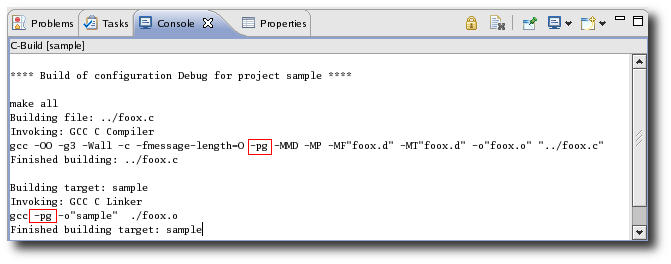 Problems Tasks Console Properties
C-Build [sample]
**** Build of configuration Debug for project sample ****
make all
Building file: ../foox.c
Invoking: GCC C Compiler
gcc -O0 -g3 -Wall -c -fmessage-length=0 -pg -MMD -MP -MF"foox.d" -MT"foox.d" -o"foox.o" "../foox.c"
Finished building: ../foox.c
Building target: sample
Invoking: GCC C Linker
gcc -pg -o"sample" ./foox.o
Finished building target: sample